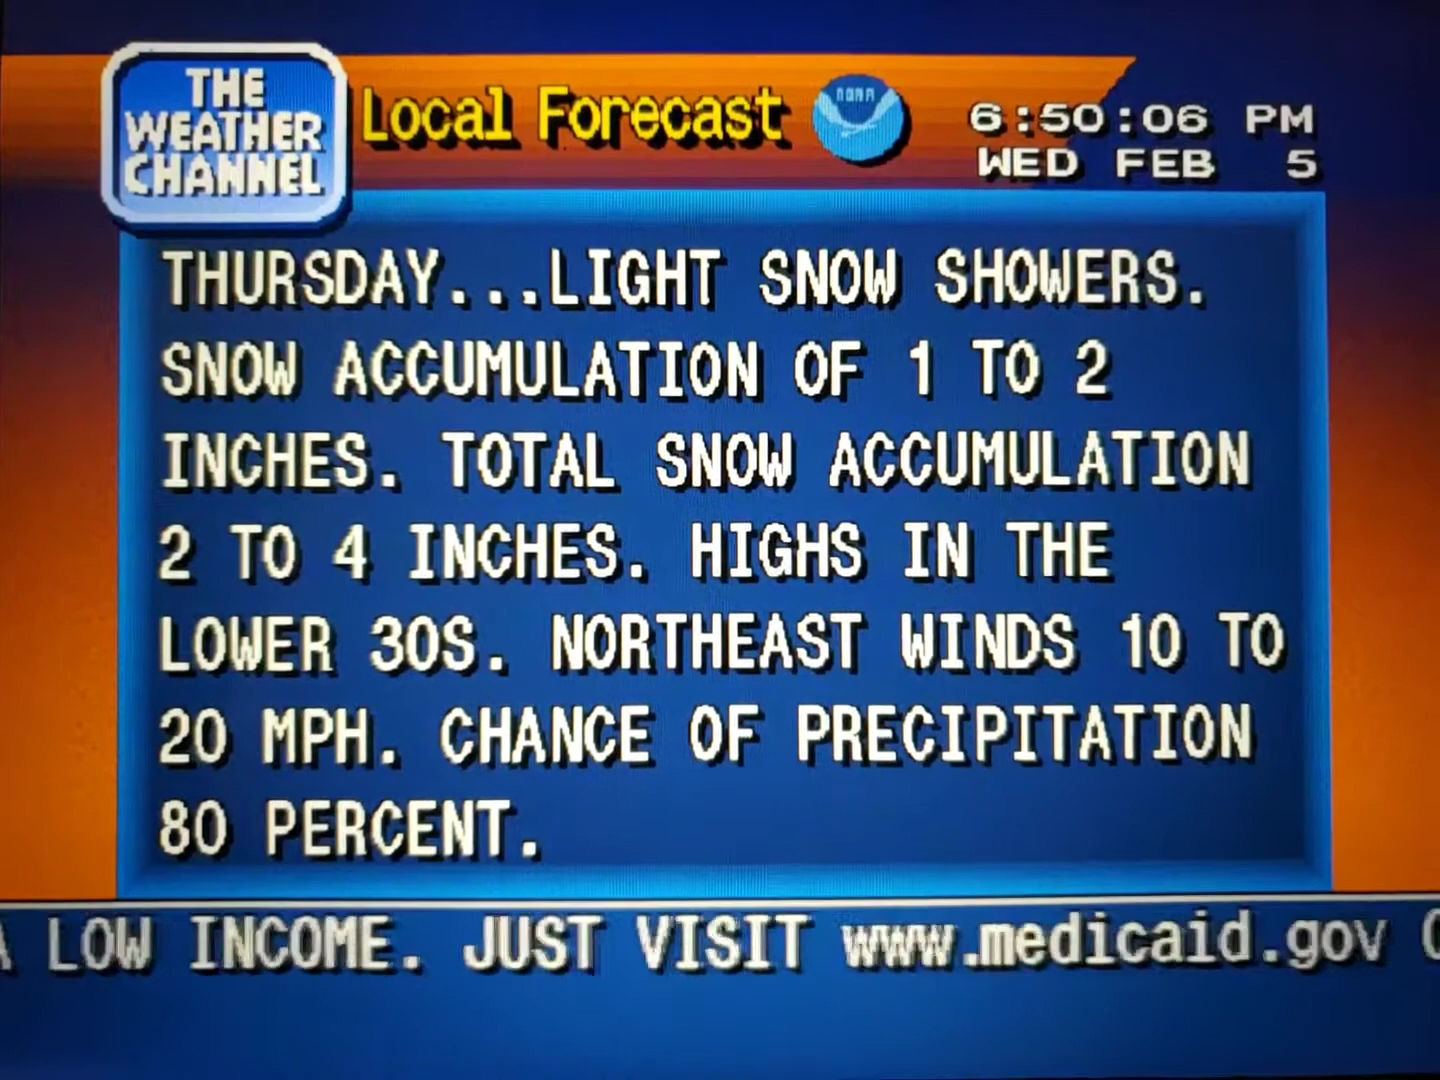 THE
WEATHER
CHANNEL
Local Forecast
NOAA
6:50:06 PM
WED FEB 5
THURSDAY...LIGHT SNOW SHOWERS.
SNOW ACCUMULATION OF 1 TO 2
INCHES. TOTAL SNOW ACCUMULATION
2 TO 4 INCHES. HIGHS IN THE
LOWER 30S. NORTHEAST WINDS 10 TO
20 MPH. CHANCE OF PRECIPITATION
80 PERCENT.
A LOW INCOME. JUST VISIT www.medicaid.gov